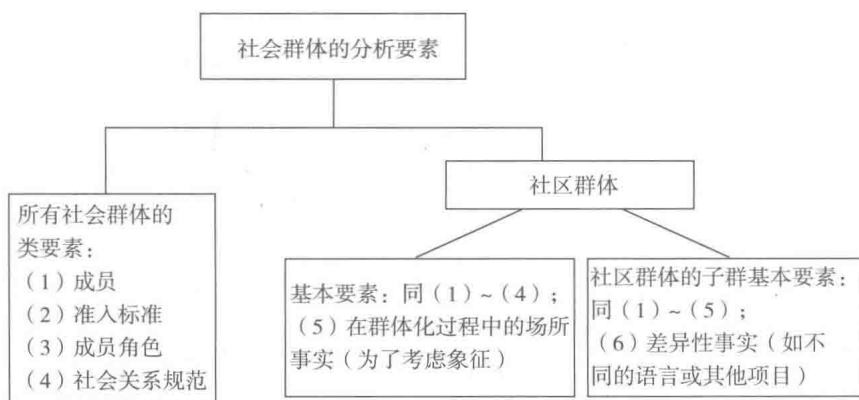 社会群体的分析要素
社区群体
所有社会群体的
类要素：
（1）成员
（2）准入标准
（3）成员角色
（4）社会关系规范
基本要素：同（1）~（4）；
（5）在群体化过程中的场所
事实（为了考虑象征）
社区群体的子群基本要素：
同（1）~（5）；
（6）差异性事实（如不
同的语言或其他项目）